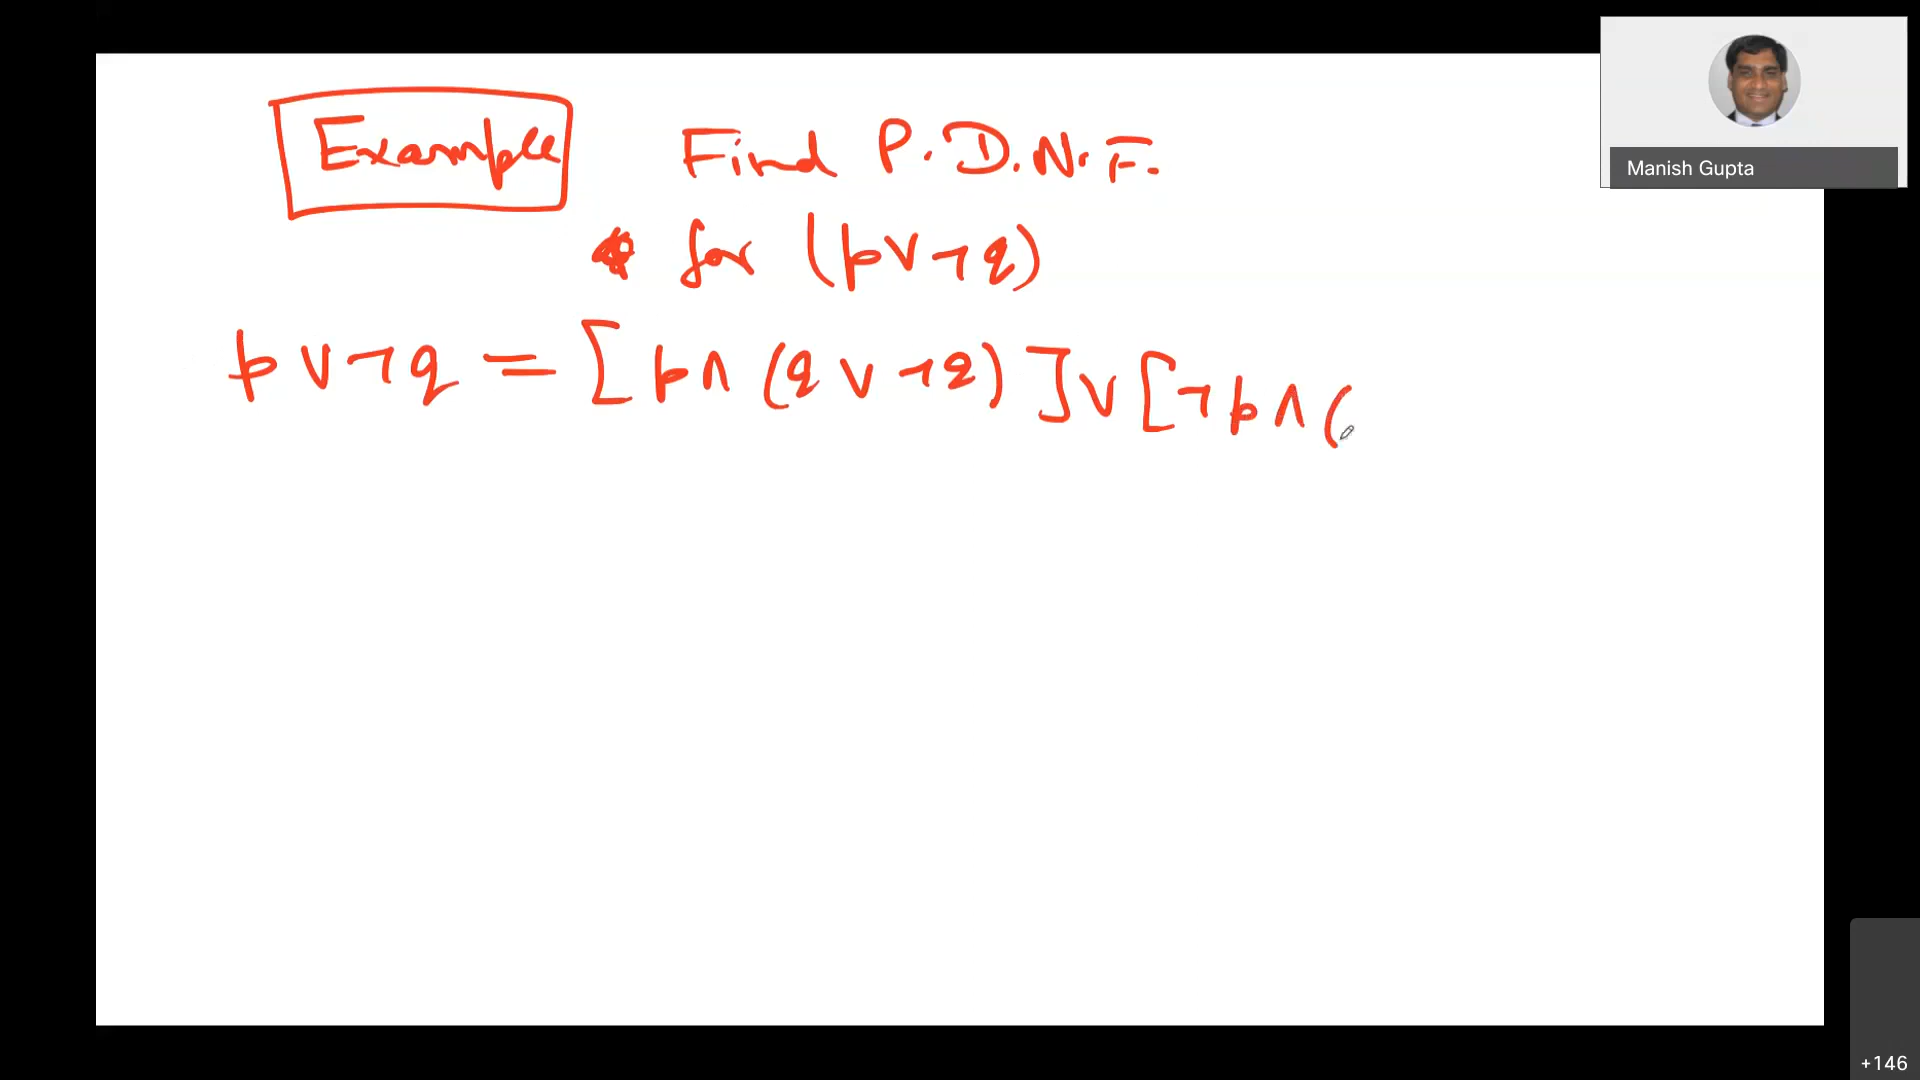 Example Find P.D.N.F.
for (p∨¬q)
p∨¬q = [p∧(q∨¬q)]∨[¬p∧(
Manish Gupta
+146